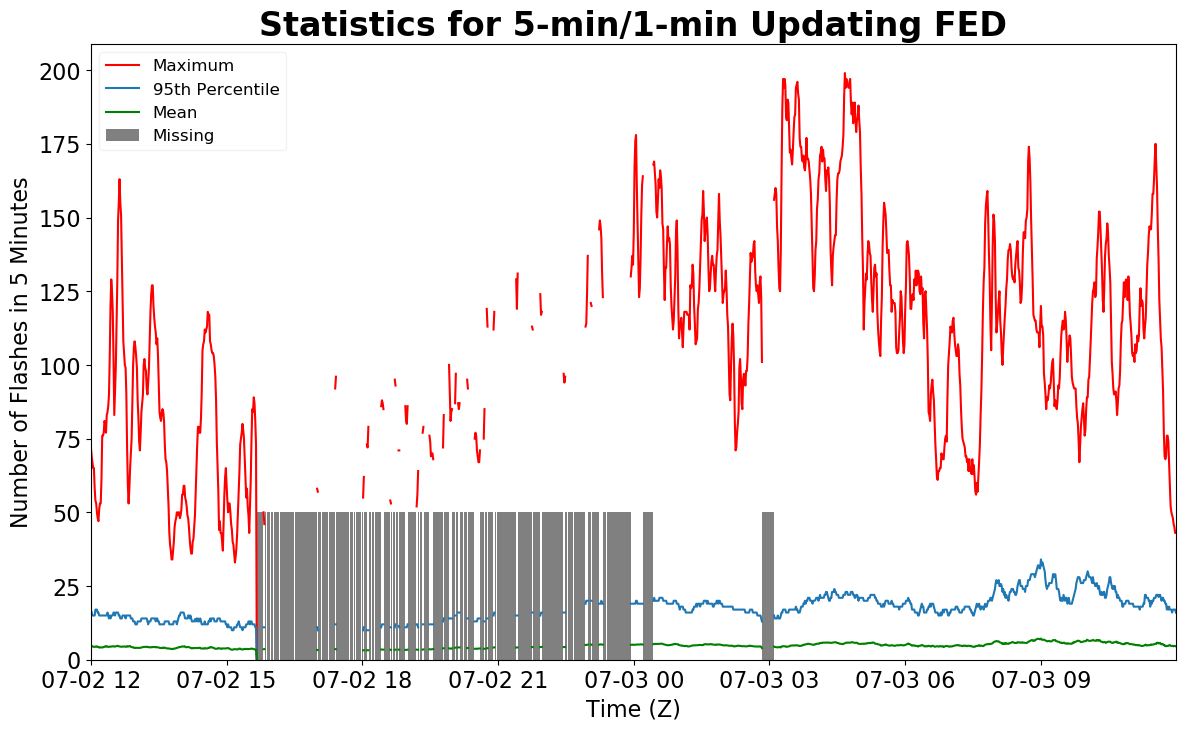 Statistics for 5-min/1-min Updating FED
Maximum
95th Percentile
Mean
Missing
Number of Flashes in 5 Minutes
200
175
150
125
100
75
50
25
0
07-02 12 07-02 15 07-02 18 07-02 21 07-03 00 07-03 03 07-03 06 07-03 09
Time (Z)